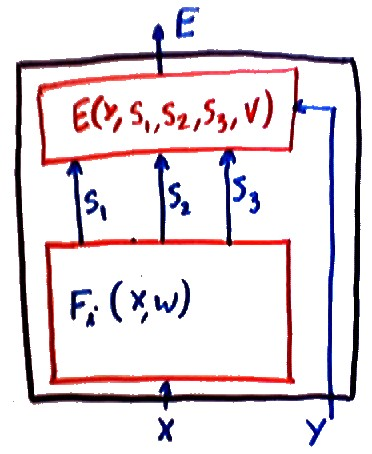 E
E(Y, S1, S2, S3, V)
S1 S2 S3
Fi (X, W)
X Y